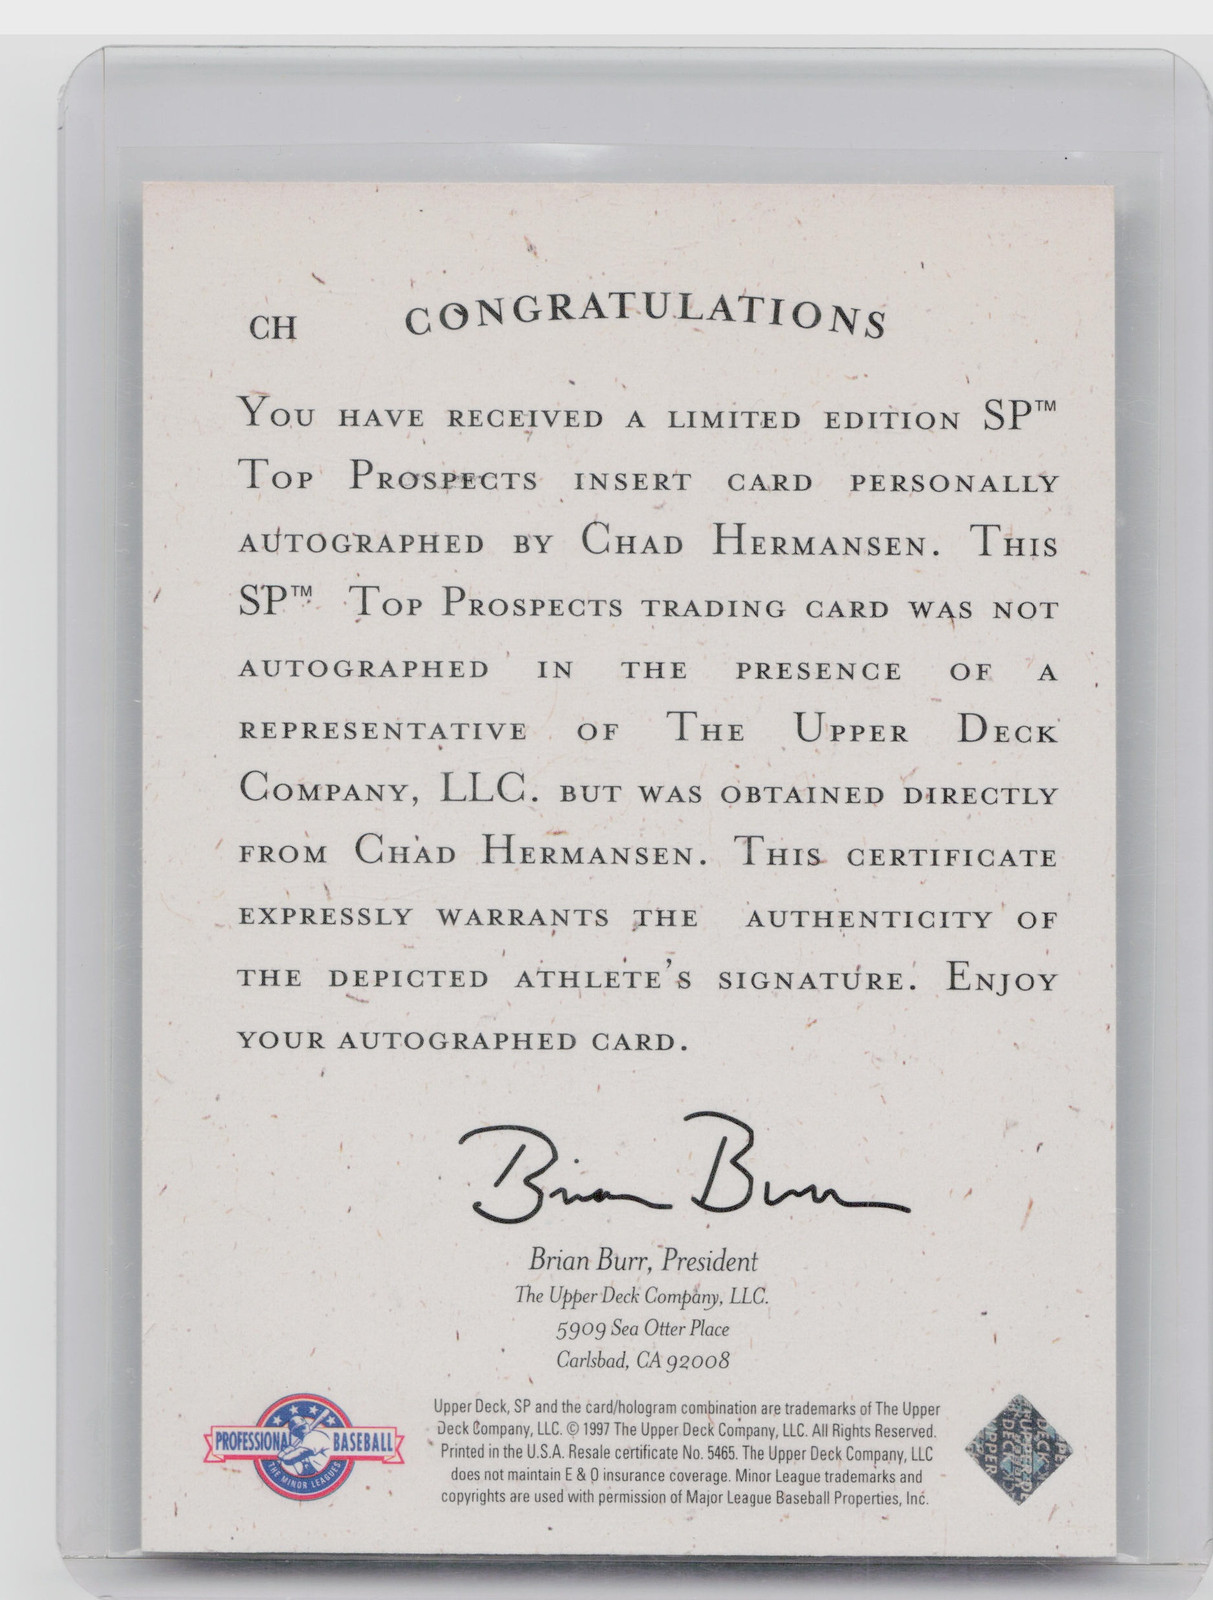 CH
CONGRATULATIONS
YOU HAVE RECEIVED A LIMITED EDITION SP™
TOP PROSPECTS INSERT CARD PERSONALLY
AUTOGRAPHED BY CHAD HERMANSEN. THIS
SP™ TOP PROSPECTS TRADING CARD WAS NOT
AUTOGRAPHED IN THE PRESENCE OF A
REPRESENTATIVE OF THE UPPER DECK
COMPANY, LLC. BUT WAS OBTAINED DIRECTLY
FROM CHAD HERMANSEN. THIS CERTIFICATE
EXPRESSLY WARRANTS THE AUTHENTICITY OF
THE DEPICTED ATHLETE'S SIGNATURE. ENJOY
YOUR AUTOGRAPHED CARD.
Brian Burr
Brian Burr, President
The Upper Deck Company, LLC.
5909 Sea Otter Place
Carlsbad, CA 92008
PROFESSIONAL BASEBALL
THE MINOR LEAGUES
Upper Deck, SP and the card/hologram combination are trademarks of The Upper
Deck Company, LLC. © 1997 The Upper Deck Company, LLC. All Rights Reserved.
Printed in the U.S.A. Resale certificate No. 5465. The Upper Deck Company, LLC
does not maintain E & O insurance coverage. Minor League trademarks and
copyrights are used with permission of Major League Baseball Properties, Inc.
UPPER
DECK